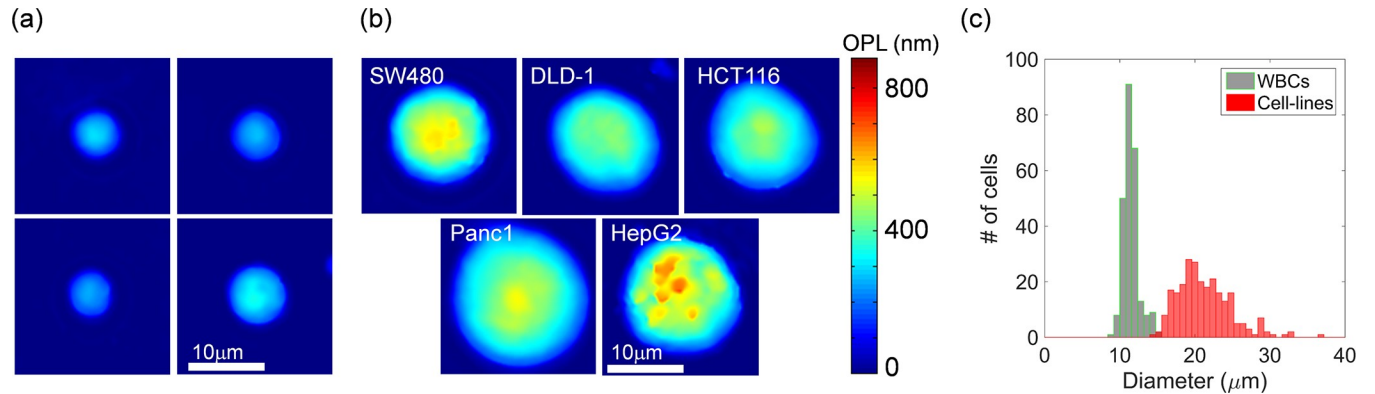 (a)
(b)
(c)
10μm
SW480
DLD-1
HCT116
Panc1
HepG2
10μm
OPL (nm)
800
400
0
WBCs
Cell-lines
# of cells
100
80
60
40
20
0
0
10
20
30
40
Diameter (μm)